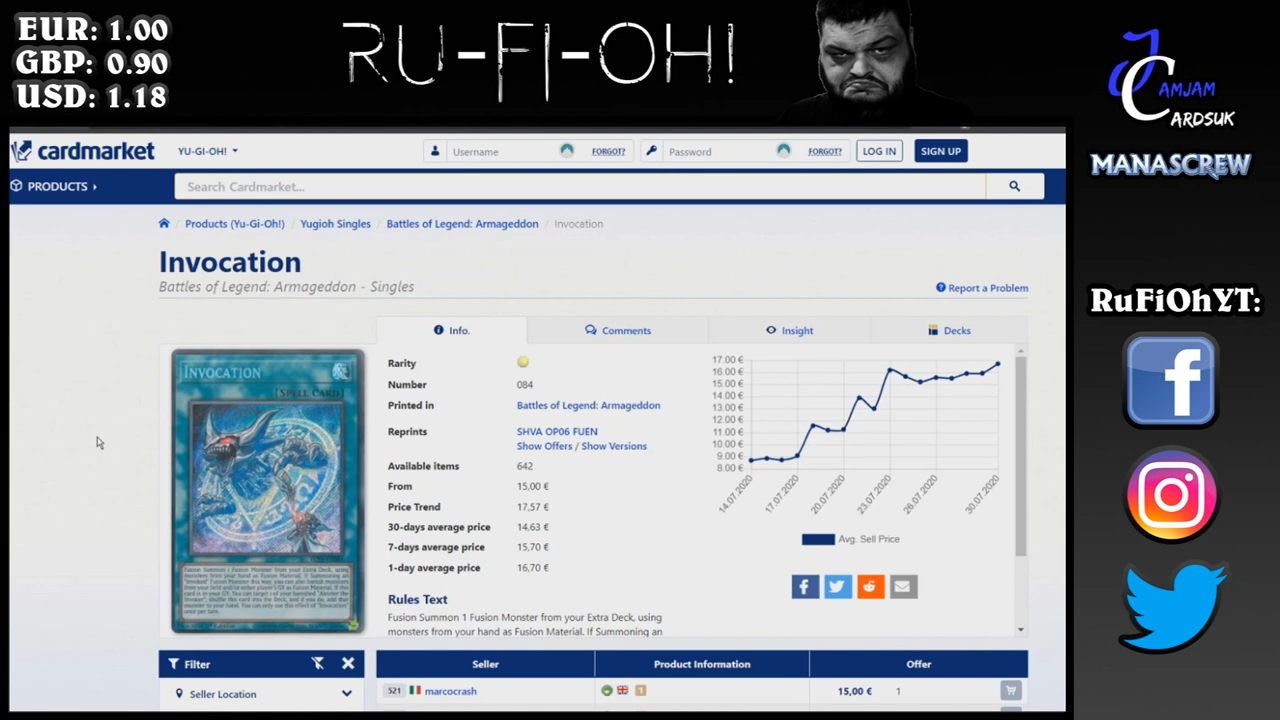 EUR: 1.00
GBP: 0.90
USD: 1.18
RU-FI-OH!
JC
AMJAM
ARDSUK
MANASCREW
RuFiOhYT:
cardmarket
YU-GI-OH!
Username
FORGOT?
Password
FORGOT?
LOG IN
SIGN UP
PRODUCTS
Search Cardmarket...
Products (Yu-Gi-Oh!) / Yugioh Singles / Battles of Legend: Armageddon / Invocation
Invocation
Battles of Legend: Armageddon - Singles
Report a Problem
Info.
Comments
Insight
Decks
INVOCATION
[SPELL CARD]
Rarity
Number 084
Printed in Battles of Legend: Armageddon
Reprints SHVA OP06 FUEN
Show Offers / Show Versions
Available items 642
From 15,00 €
Price Trend 17,57 €
30-days average price 14,63 €
7-days average price 15,70 €
1-day average price 16,70 €
Rules Text
Fusion Summon 1 Fusion Monster from your Extra Deck, using
monsters from your hand as Fusion Material. If Summoning an
17.00 €
16.00 €
15.00 €
14.00 €
13.00 €
12.00 €
11.00 €
10.00 €
9.00 €
8.00 €
14.07.2020
17.07.2020
20.07.2020
23.07.2020
26.07.2020
30.07.2020
Avg. Sell Price
Filter
Seller Location
Seller
Product Information
Offer
521 marcocrash
1
15,00 €
1